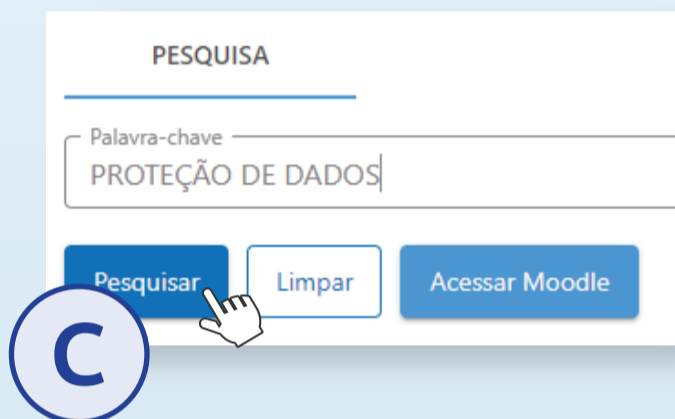 PESQUISA
Palavra-chave
PROTEÇÃO DE DADOS
Pesquisar Limpar Acessar Moodle
C